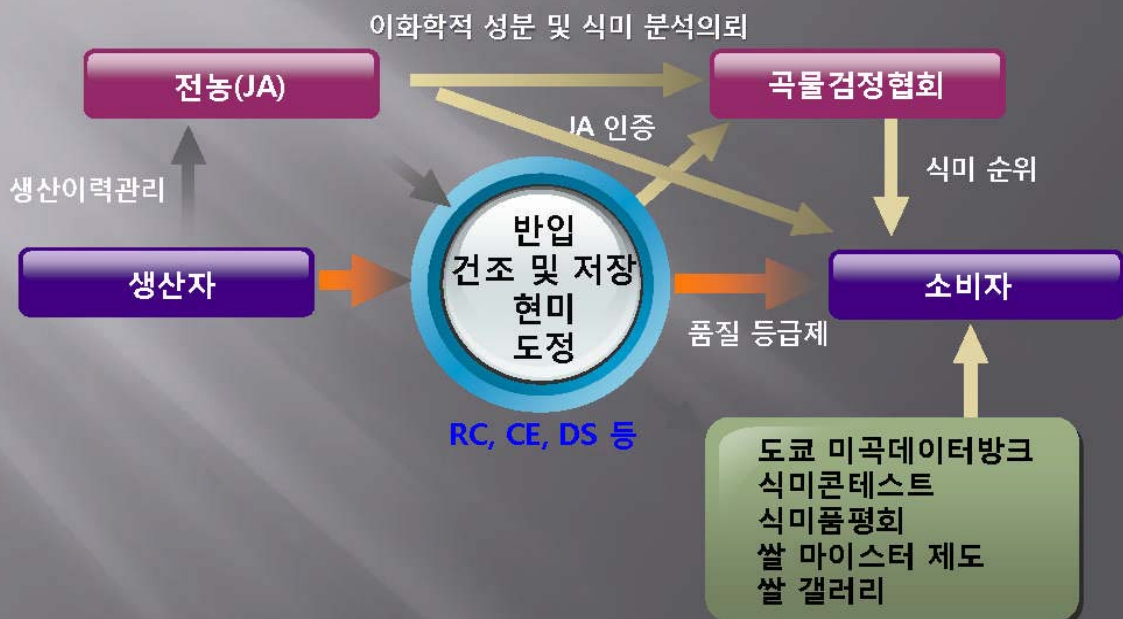 이화학적 성분 및 식미 분석의뢰
전농(JA)
곡물검정협회
JA 인증
생산이력관리
식미 순위
생산자
반입
건조 및 저장
현미
도정
소비자
품질 등급제
RC, CE, DS 등
도쿄 미곡데이터방크
식미콘테스트
식미품평회
쌀 마이스터 제도
쌀 갤러리